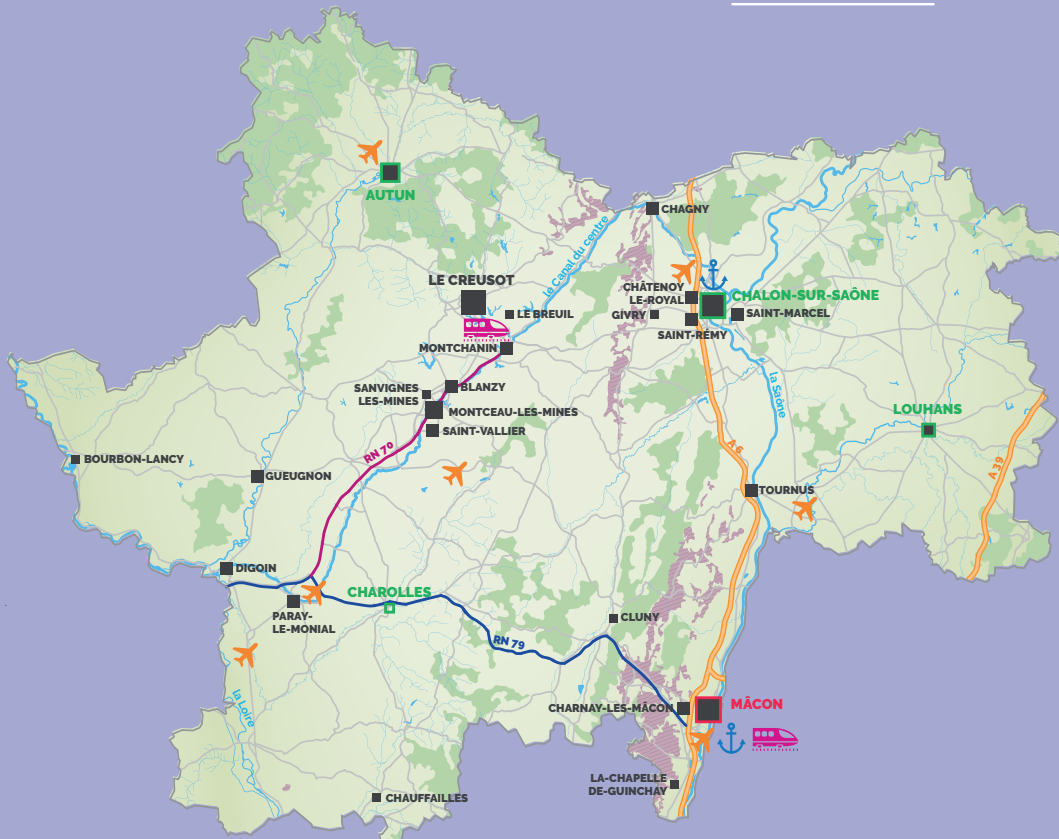 AUTUN
CHAGNY
le Canal du centre
LE CREUSOT
CHÂTENOY
LE-ROYAL
CHALON-SUR-SAÔNE
LE BREUIL
GIVRY
SAINT-MARCEL
SAINT-RÉMY
MONTCHANIN
SANVIGNES
LES-MINES
BLANZY
MONTCEAU-LES-MINES
SAINT-VALLIER
la Saône
LOUHANS
RN 70
A 6
A 39
BOURBON-LANCY
GUEUGNON
TOURNUS
DIGOIN
CHAROLLES
PARAY-
LE-MONIAL
CLUNY
RN 79
la Loire
CHARNAY-LES-MÂCON
MÂCON
LA-CHAPELLE
DE-GUINCHAY
CHAUFFAILLES